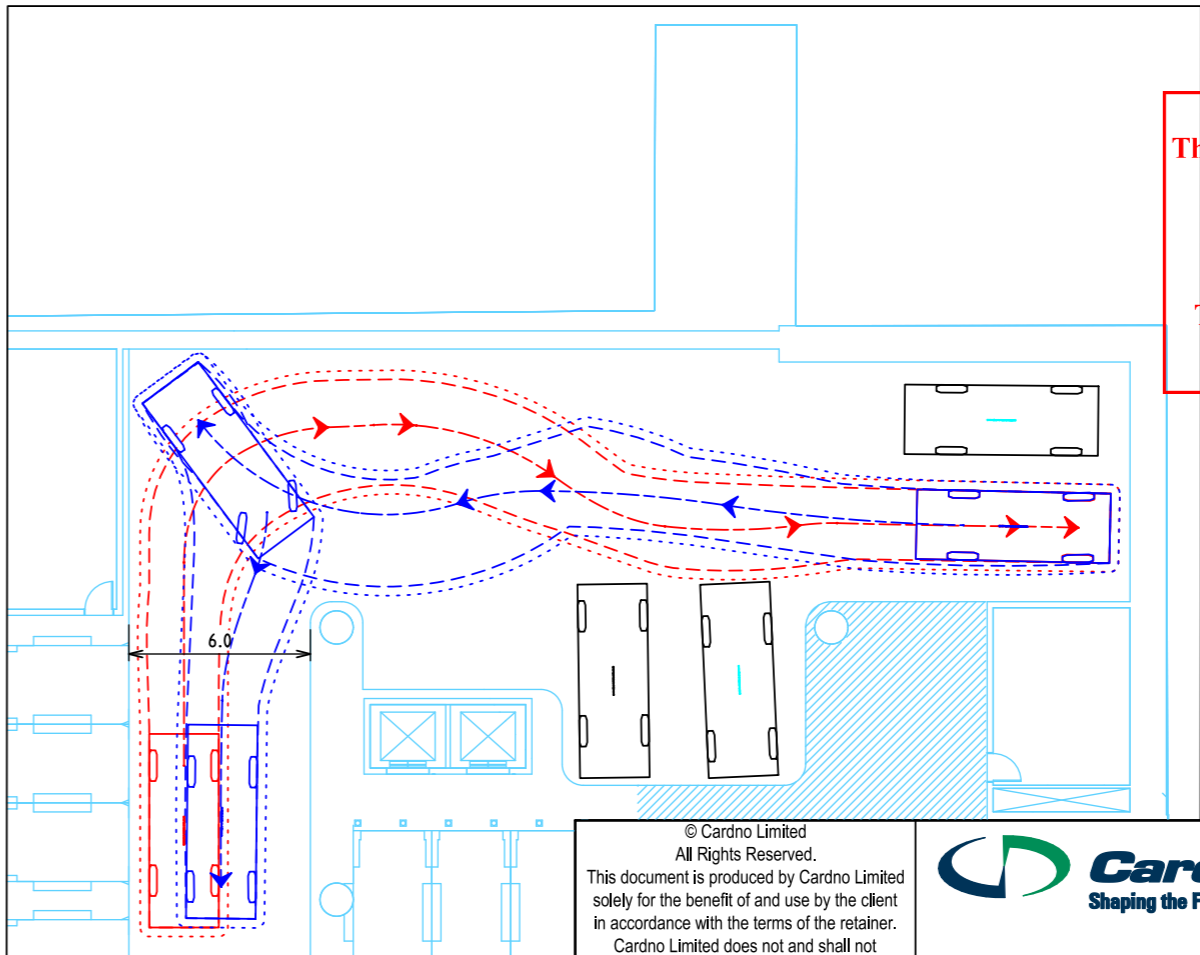 Th
T
6.0
© Cardno Limited
All Rights Reserved.
This document is produced by Cardno Limited
solely for the benefit of and use by the client
in accordance with the terms of the retainer.
Cardno Limited does not and shall not
Card
Shaping the F